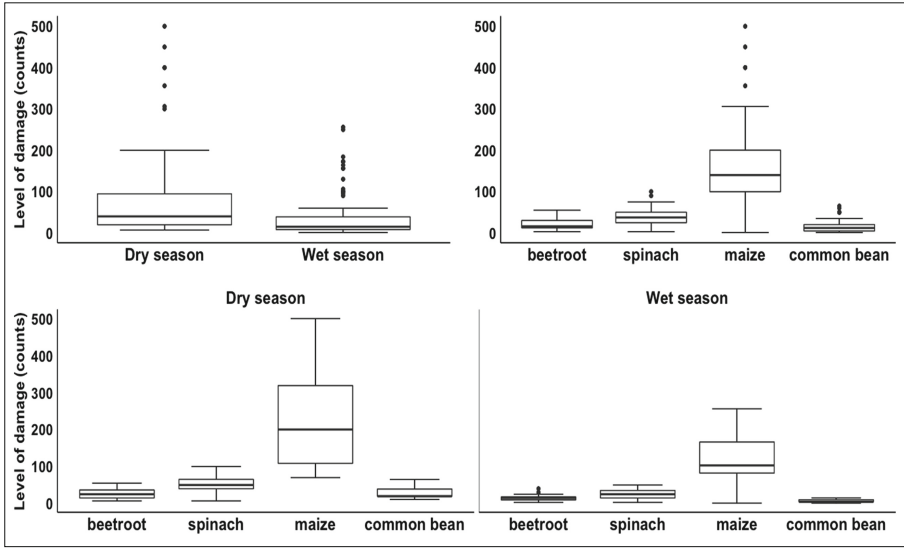 Level of damage (counts)
500
400
300
200
100
0
Dry season Wet season
500
400
300
200
100
0
beetroot spinach maize common bean
Dry season Wet season
Level of damage (counts)
500
400
300
200
100
0
beetroot spinach maize common bean
beetroot spinach maize common bean